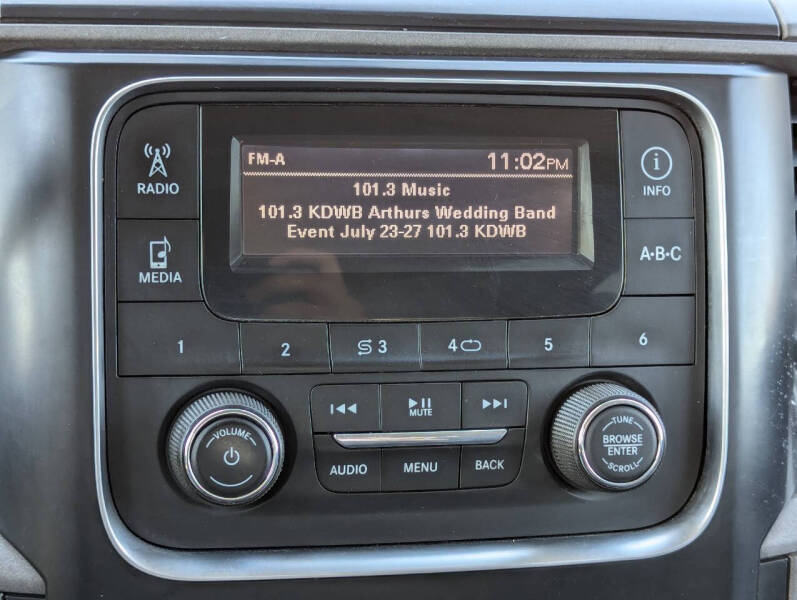 RADIO
FM-A 11:02PM
101.3 Music
101.3 KDWB Arthurs Wedding Band
Event July 23-27 101.3 KDWB
i
INFO
MEDIA
A·B·C
1 2 3 4 5 6
MUTE
VOLUME
AUDIO MENU BACK
TUNE
BROWSE
ENTER
SCROLL